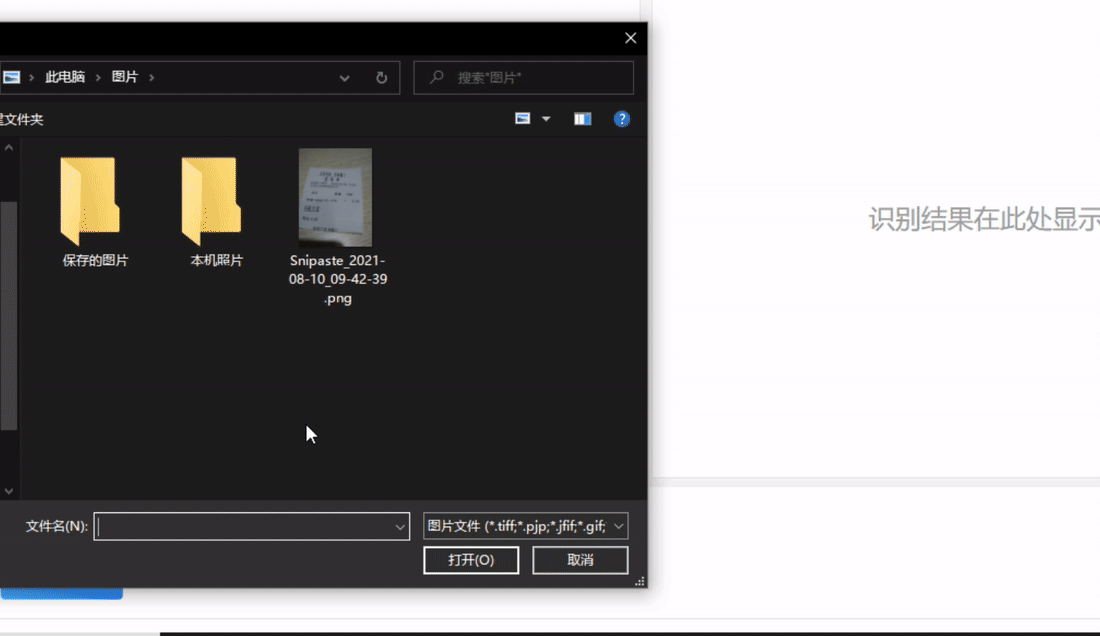 此电脑 图片
搜索"图片"
建文件夹
识别结果在此处显示
保存的图片
本机照片
Snipaste_2021-
08-10_09-42-39
.png
文件名(N):
图片文件 (*.tiff;*.pjp;*.jfif;*.gif;
打开(O)
取消